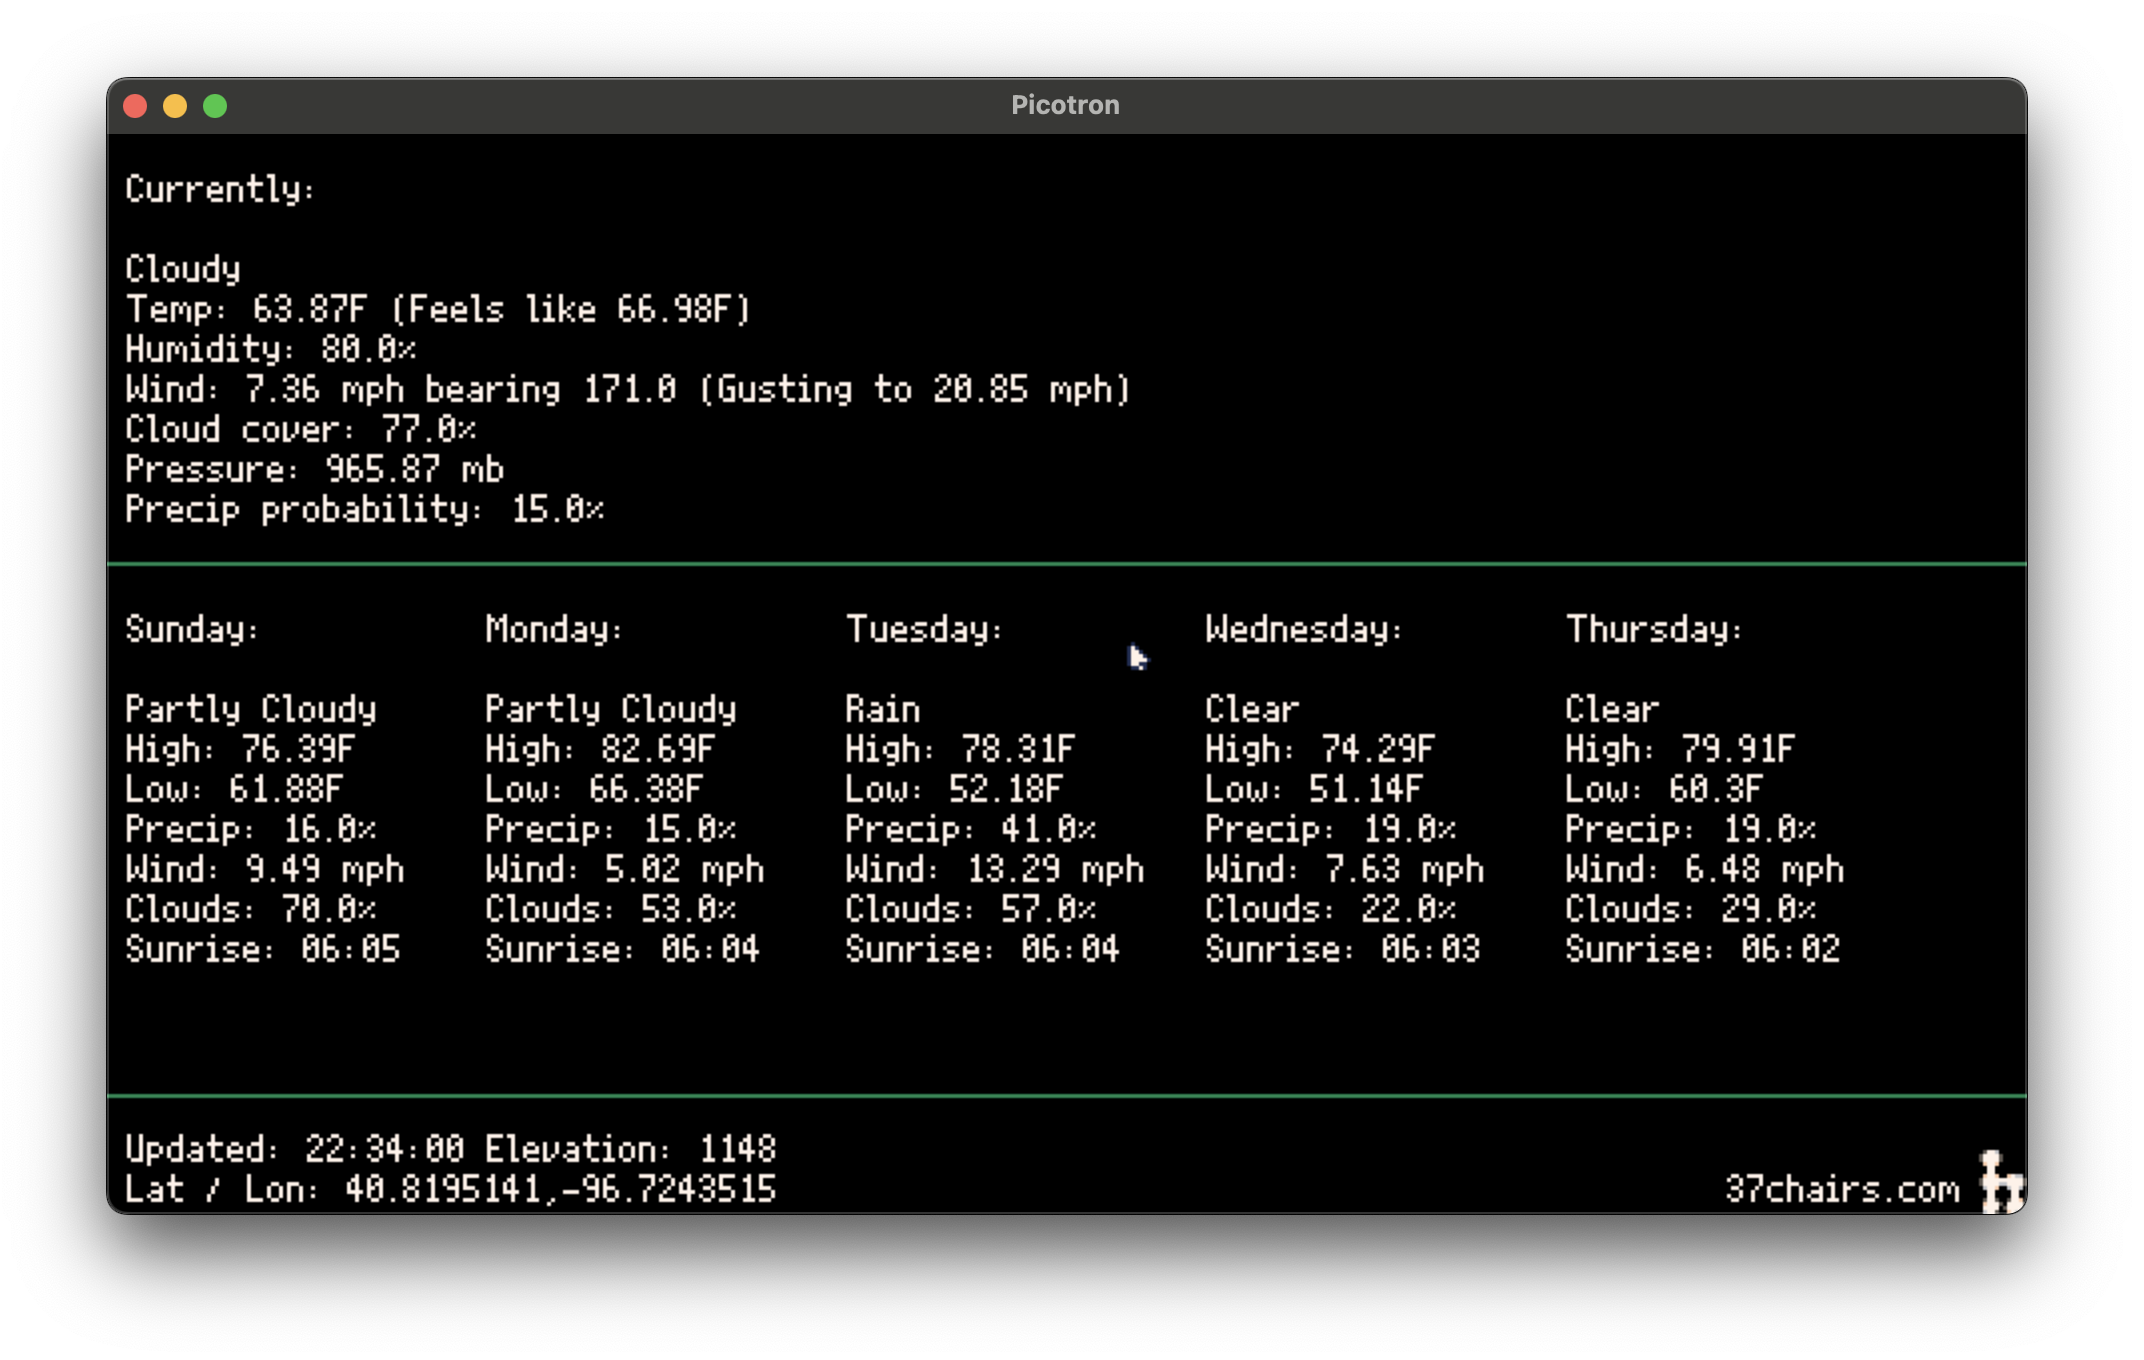 Picotron
Currently:
Cloudy
Temp: 63.87F (Feels like 66.98F)
Humidity: 80.0%
Wind: 7.36 mph bearing 171.0 (Gusting to 20.85 mph)
Cloud cover: 77.0%
Pressure: 965.87 mb
Precip probability: 15.0%
Sunday:
Partly Cloudy
High: 76.39F
Low: 61.88F
Precip: 16.0%
Wind: 9.49 mph
Clouds: 70.0%
Sunrise: 06:05
Monday:
Partly Cloudy
High: 82.69F
Low: 66.38F
Precip: 15.0%
Wind: 5.02 mph
Clouds: 53.0%
Sunrise: 06:04
Tuesday:
Rain
High: 78.31F
Low: 52.18F
Precip: 41.0%
Wind: 13.29 mph
Clouds: 57.0%
Sunrise: 06:04
Wednesday:
Clear
High: 74.29F
Low: 51.14F
Precip: 19.0%
Wind: 7.63 mph
Clouds: 22.0%
Sunrise: 06:03
Thursday:
Clear
High: 79.91F
Low: 60.3F
Precip: 19.0%
Wind: 6.48 mph
Clouds: 29.0%
Sunrise: 06:02
Updated: 22:34:00 Elevation: 1148
Lat / Lon: 40.8195141,-96.7243515
37chairs.com